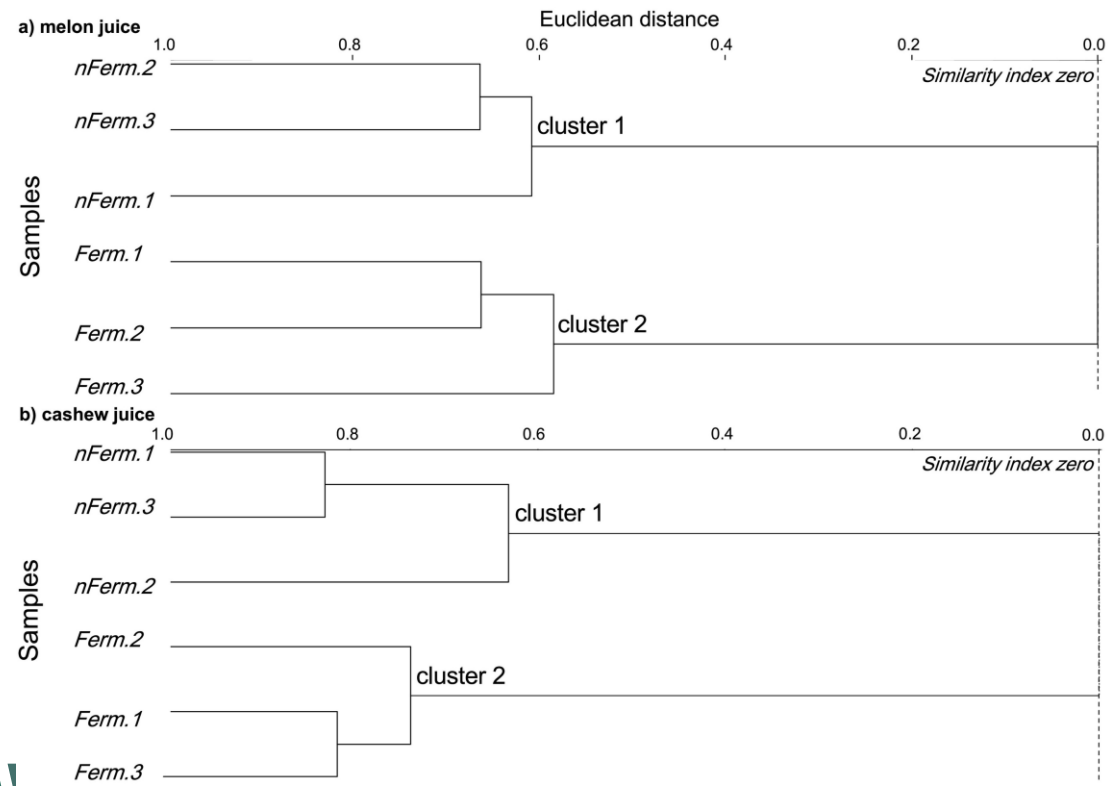 Euclidean distance
a) melon juice
1.0 0.8 0.6 0.4 0.2 0.0
nFerm.2
Similarity index zero
nFerm.3
cluster 1
nFerm.1
Samples
Ferm.1
Ferm.2
cluster 2
Ferm.3
b) cashew juice
1.0 0.8 0.6 0.4 0.2 0.0
nFerm.1
Similarity index zero
nFerm.3
cluster 1
nFerm.2
Samples
Ferm.2
cluster 2
Ferm.1
Ferm.3